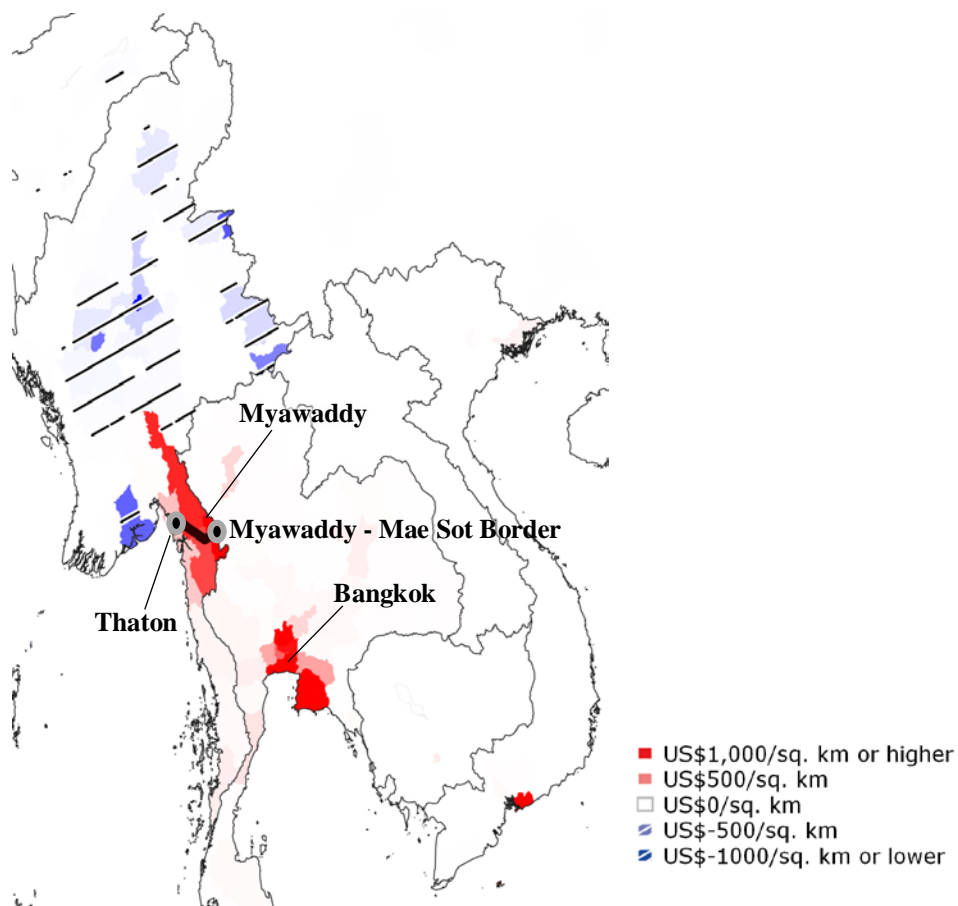 Myawaddy
Myawaddy - Mae Sot Border
Bangkok
Thaton
US$1,000/sq. km or higher
US$500/sq. km
US$0/sq. km
US$-500/sq. km
US$-1000/sq. km or lower